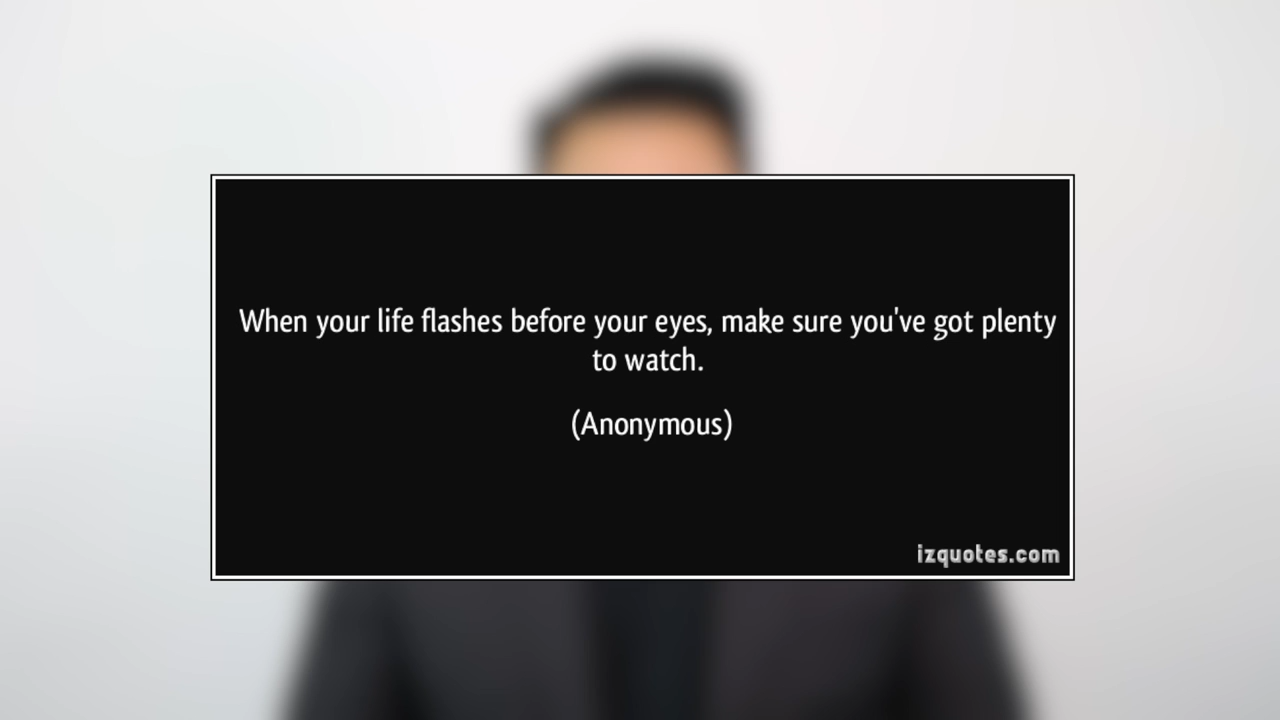 When your life flashes before your eyes, make sure you've got plenty
to watch.
(Anonymous)
izquotes.com